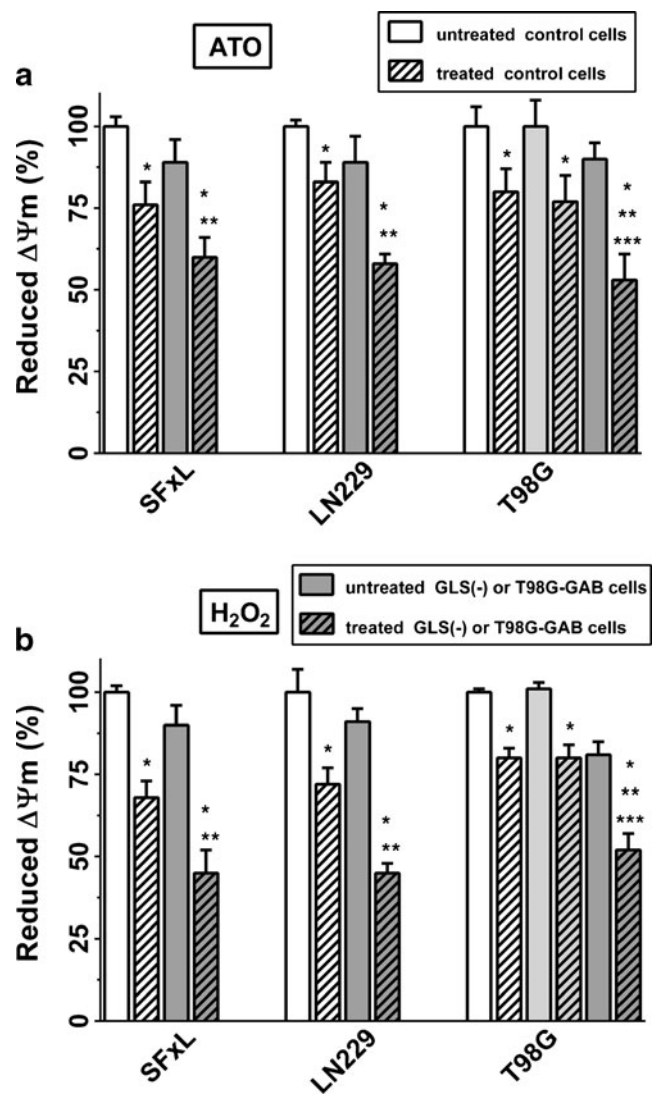 a
ATO
untreated control cells
treated control cells
Reduced ΔΨm (%)
100
75
50
25
0
*
*
**
*
*
**
*
*
*
**
***
SFxL
LN229
T98G
b
H₂O₂
untreated GLS(-) or T98G-GAB cells
treated GLS(-) or T98G-GAB cells
Reduced ΔΨm (%)
100
75
50
25
0
*
*
**
*
*
**
*
*
*
**
***
SFxL
LN229
T98G